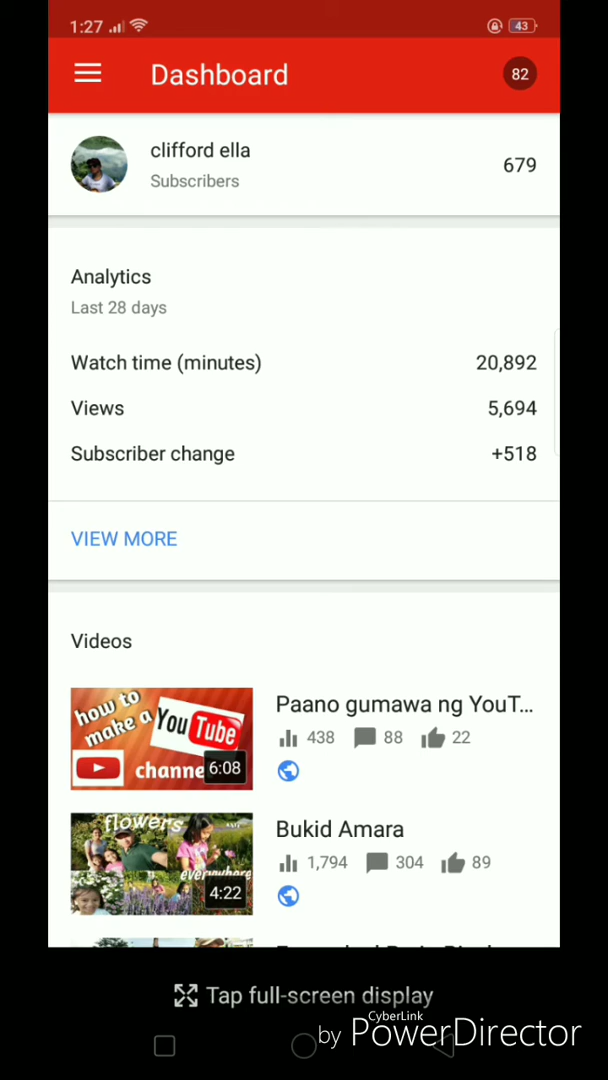 1:27 43
Dashboard 82
clifford ella
Subscribers 679
Analytics
Last 28 days
Watch time (minutes) 20,892
Views 5,694
Subscriber change +518
VIEW MORE
Videos
how to
make a YouTube
channe
6:08
Paano gumawa ng YouT...
438 88 22
flowers
everywhere
4:22
Bukid Amara
1,794 304 89
Tap full-screen display
CyberLink
by PowerDirector